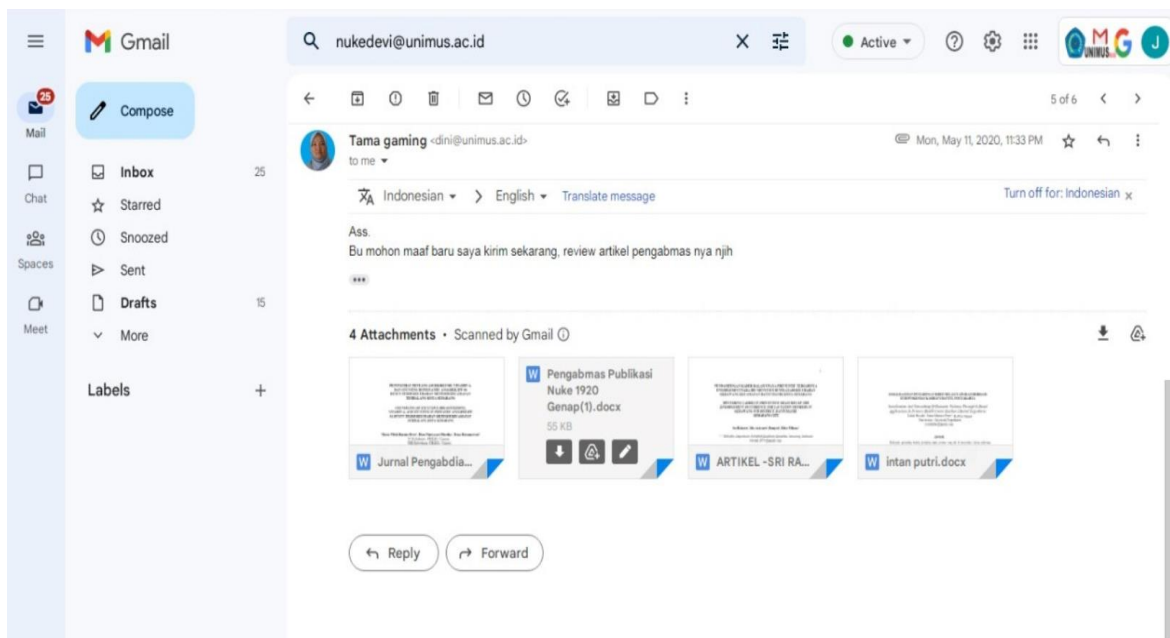 Gmail
nukedevi@unimus.ac.id
Active
UNIMUS
M
G
J
25
Mail
Compose
5 of 6
Chat
Spaces
Meet
Inbox 25
Starred
Snoozed
Sent
Drafts 15
More
Labels
Tama gaming <dini@unimus.ac.id>
Mon, May 11, 2020, 11:33 PM
to me
Indonesian > English Translate message
Turn off for: Indonesian x
Ass.
Bu mohon maaf baru saya kirim sekarang, review artikel pengabmas nya njih
4 Attachments • Scanned by Gmail
W Jurnal Pengabdia...
W Pengabmas Publikasi
Nuke 1920
Genap(1).docx
55 KB
W ARTIKEL -SRI RA...
W intan putri.docx
Reply
Forward